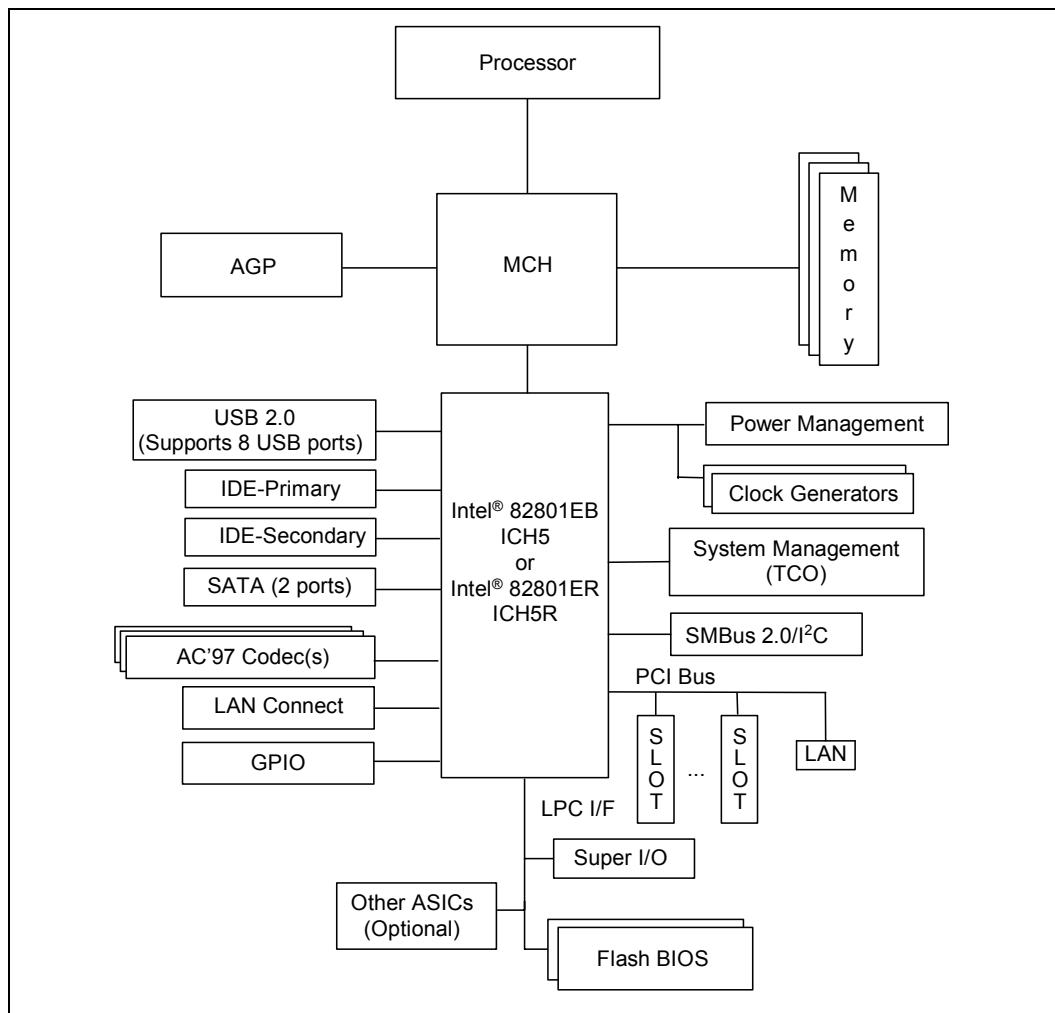 Processor
M
e
m
o
r
y
AGP
MCH
USB 2.0
(Supports 8 USB ports)
IDE-Primary
IDE-Secondary
SATA (2 ports)
AC'97 Codec(s)
LAN Connect
GPIO
Intel® 82801EB
ICH5
or
Intel® 82801ER
ICH5R
Power Management
Clock Generators
System Management
(TCO)
SMBus 2.0/I²C
PCI Bus
S
L
O
T
...
S
L
O
T
LAN
LPC I/F
Super I/O
Other ASICs
(Optional)
Flash BIOS